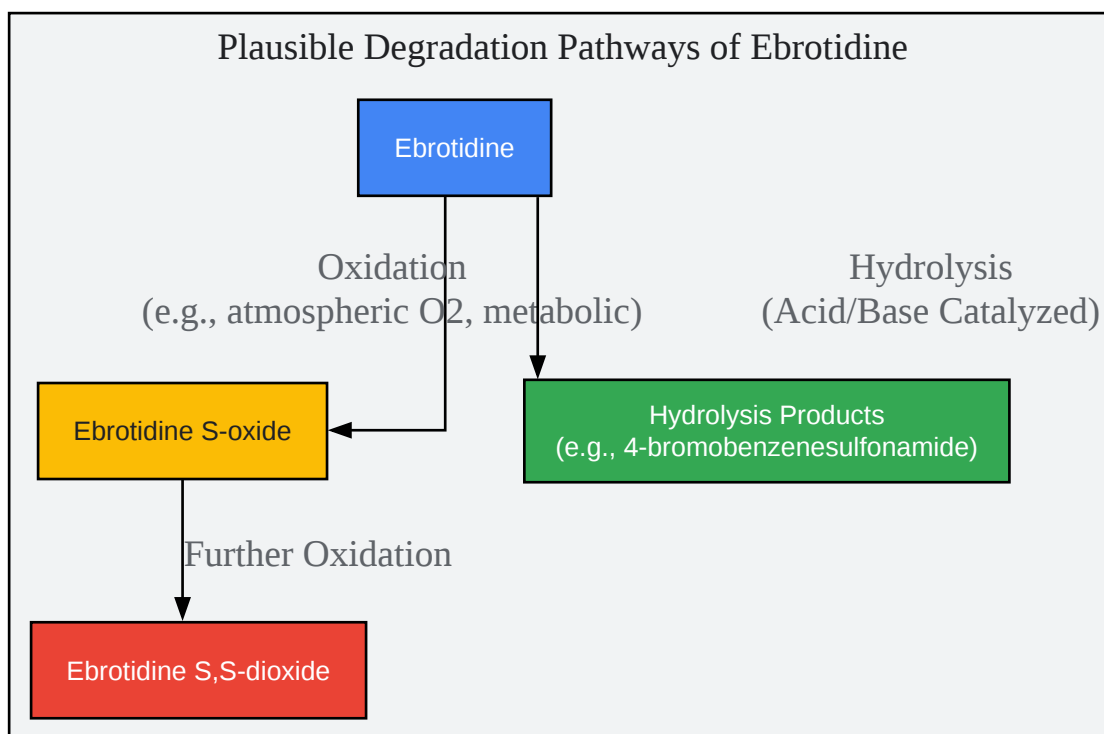 Plausible Degradation Pathways of Ebrotidine
Ebrotidine
Oxidation
(e.g., atmospheric O2, metabolic)
Hydrolysis
(Acid/Base Catalyzed)
Ebrotidine S-oxide
Hydrolysis Products
(e.g., 4-bromobenzenesulfonamide)
Further Oxidation
Ebrotidine S,S-dioxide